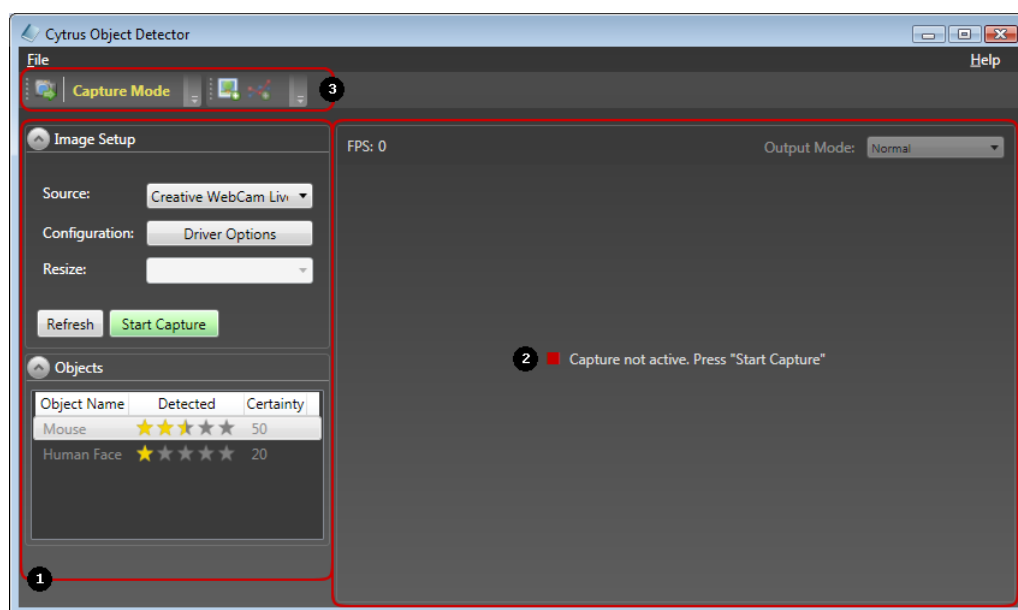 Cytrus Object Detector
File Help
Capture Mode 3
Image Setup
FPS: 0 Output Mode: Normal
Source: Creative WebCam Liv
Configuration: Driver Options
Resize:
Refresh Start Capture
2 Capture not active. Press "Start Capture"
Objects
Object Name Detected Certainty
Mouse 50
Human Face 20
1